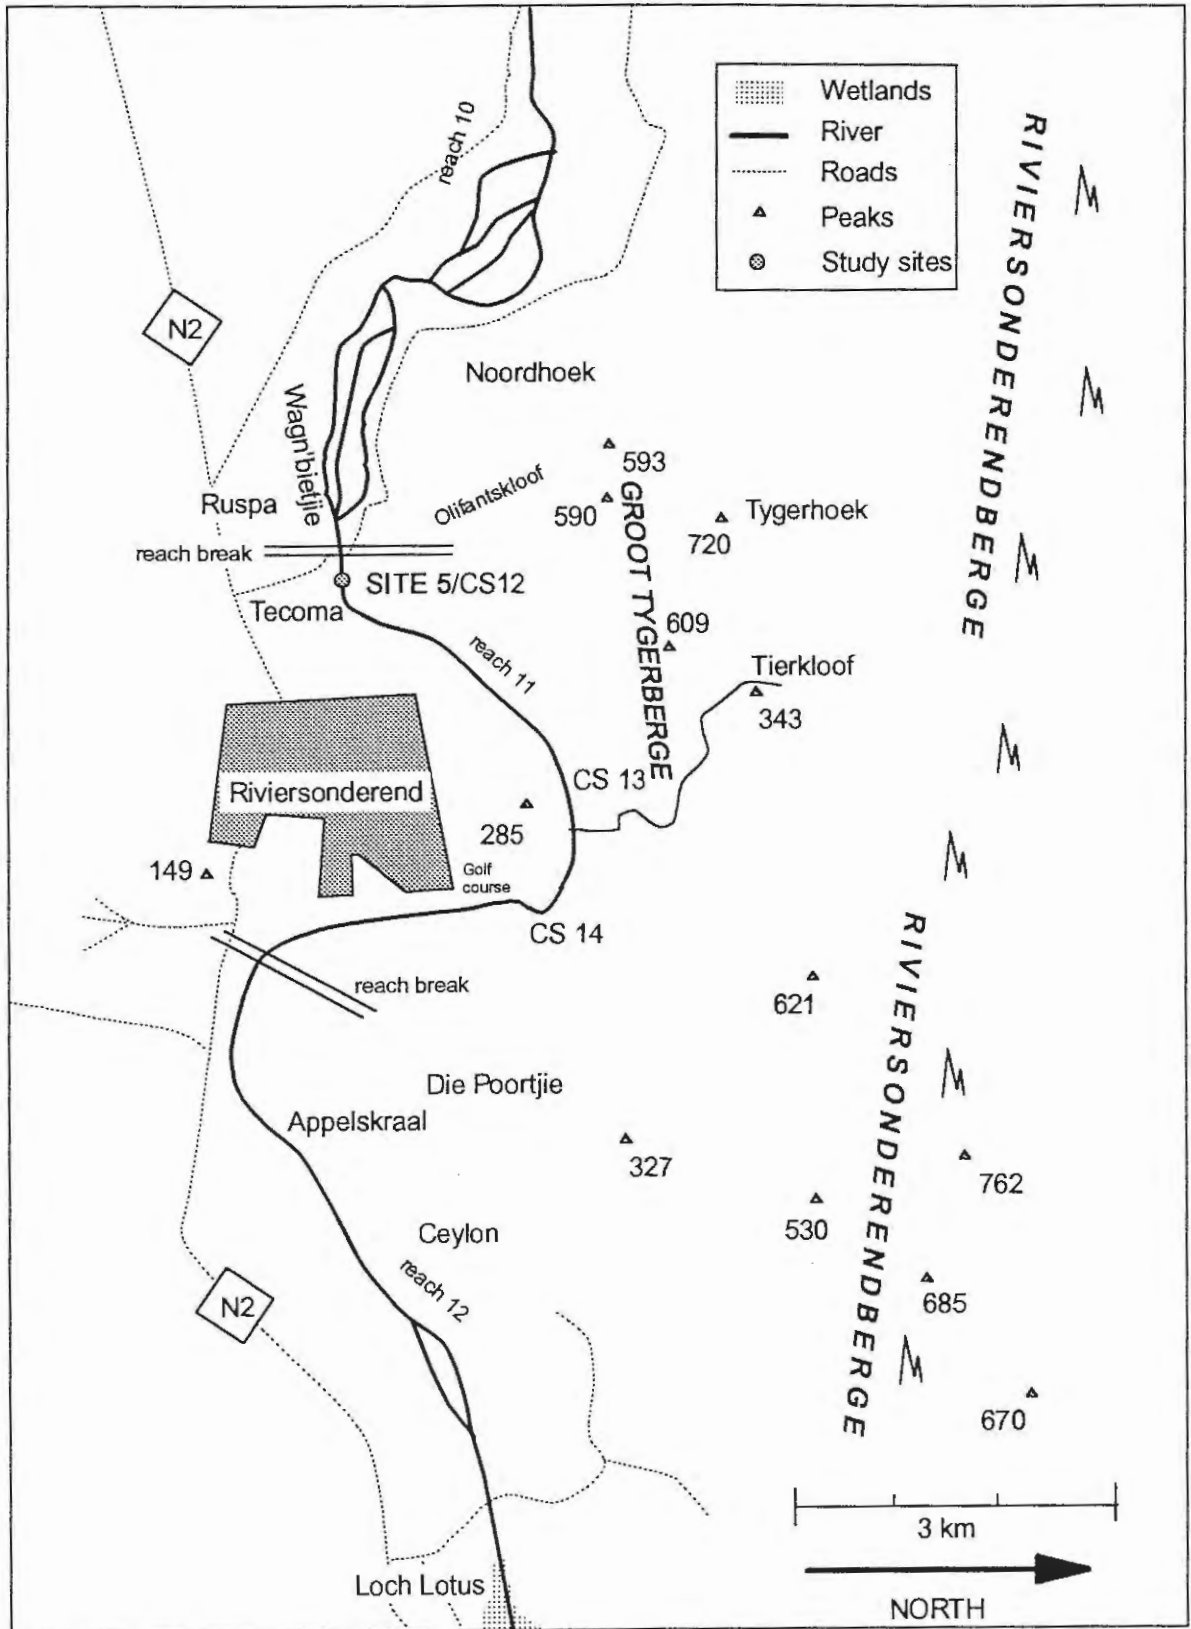 reach 10
Wetlands
River
Roads
Peaks
Study sites
RIVIERSONDERENDBERGE
N2
Noordhoek
Wagn'bietjie
593
Olifantskloof
Ruspa
590
GROOT TYGERBERGE
Tygerhoek
720
reach break
SITE 5/CS12
Tecoma
609
reach 11
Tierkloof
343
CS 13
Riviersonderend
285
149
Golf
course
CS 14
RIVIERSONDERENDBERGE
reach break
621
Die Poortjie
Appelskraal
327
762
530
Ceylon
reach 12
685
N2
670
3 km
Loch Lotus
NORTH